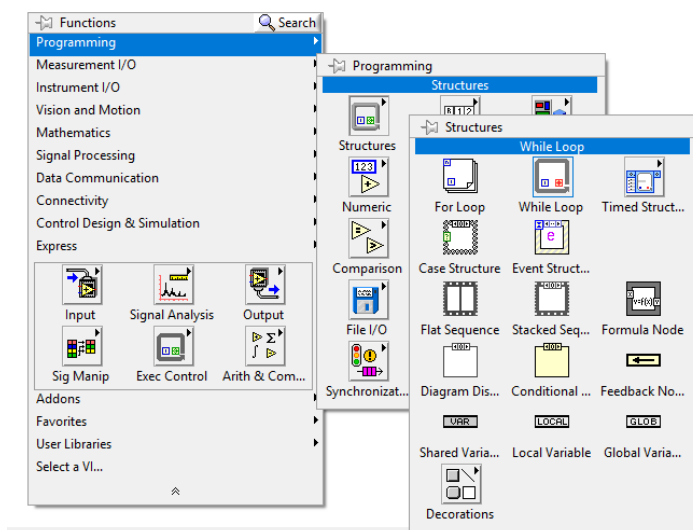 Functions
Search
Programming
Measurement I/O
Instrument I/O
Vision and Motion
Mathematics
Signal Processing
Data Communication
Connectivity
Control Design & Simulation
Express
Input Signal Analysis Output
Sig Manip Exec Control Arith & Com...
Addons
Favorites
User Libraries
Select a VI...
Programming
Structures
Structures
123
Numeric
Comparison
File I/O
Synchronizat...
Structures
While Loop
For Loop While Loop Timed Struct...
Case Structure Event Struct...
Flat Sequence Stacked Seq... Formula Node
Diagram Dis... Conditional ... Feedback No...
VAR LOCAL GLOB
Shared Varia... Local Variable Global Varia...
Decorations